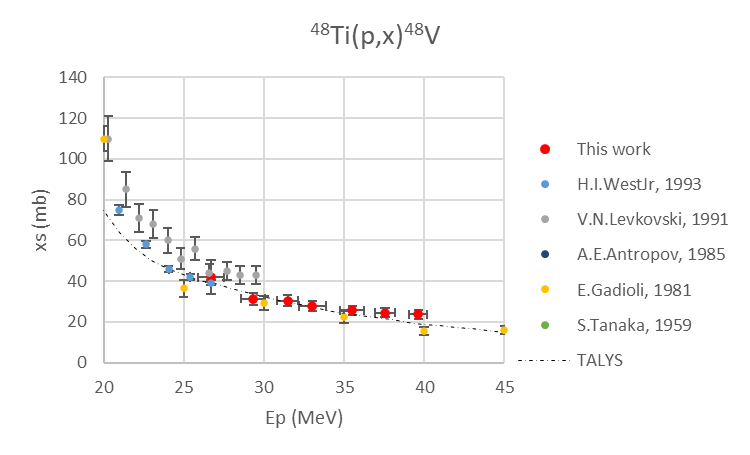 ⁴⁸Ti(p,x)⁴⁸V
140
120
100
80
60
40
20
0
xs (mb)
20 25 30 35 40 45
Ep (MeV)
This work
H.I.WestJr, 1993
V.N.Levkovski, 1991
A.E.Antropov, 1985
E.Gadioli, 1981
S.Tanaka, 1959
TALYS